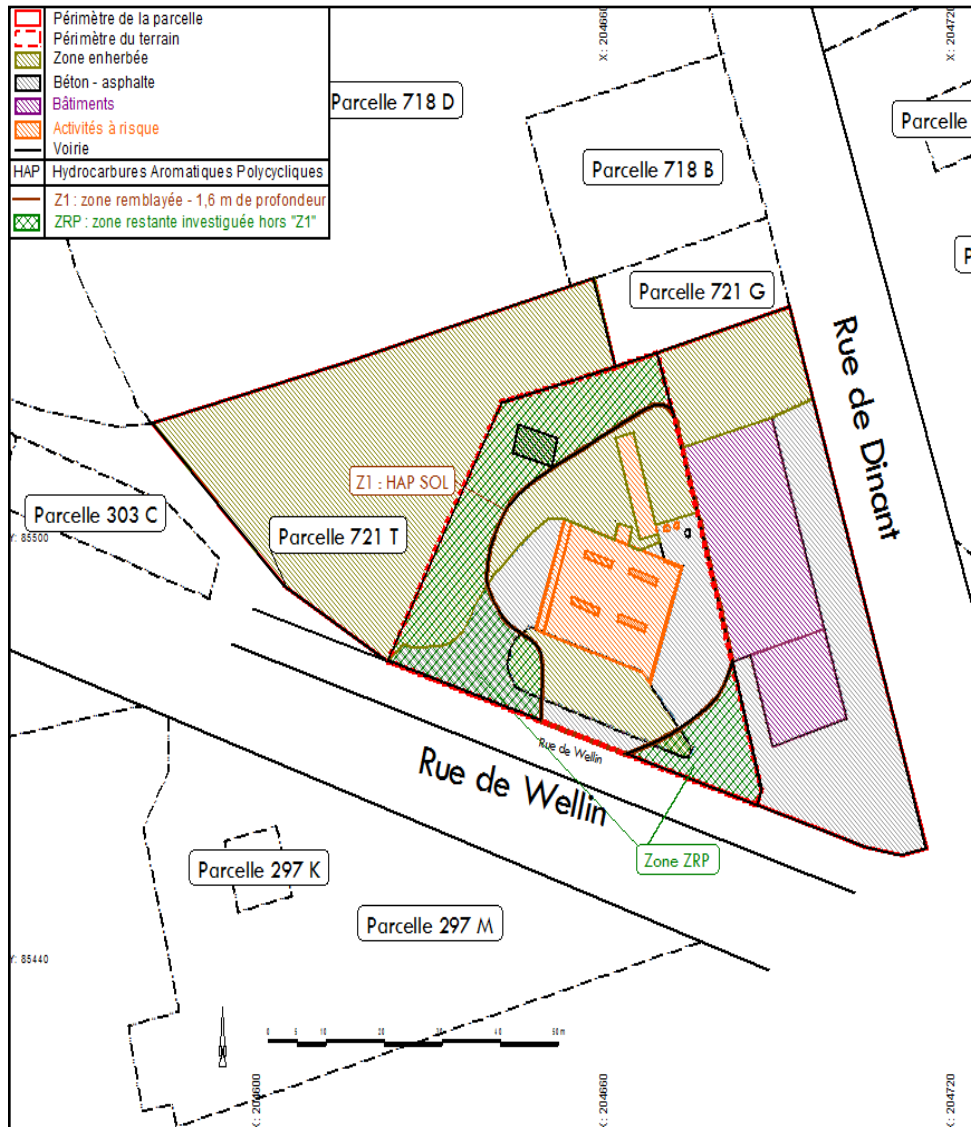 Périmètre de la parcelle
Périmètre du terrain
Zone enherbée
Béton - asphalte
Bâtiments
Activités à risque
Voirie
HAP Hydrocarbures Aromatiques Polycycliques
Z1 : zone remblayée - 1,6 m de profondeur
ZRP : zone restante investiguée hors "Z1"
X: 204660
X: 204720
Parcelle 718 D
Parcelle
Parcelle 718 B
P
Parcelle 721 G
Rue de Dinant
Z1 : HAP SOL
Parcelle 303 C
Parcelle 721 T
Y: 85500
Rue de Wellin
Rue de Wellin
Zone ZRP
Parcelle 297 K
Parcelle 297 M
Y: 85440
0 5 10 20 30 40 50m
X: 204600
X: 204660
X: 204720